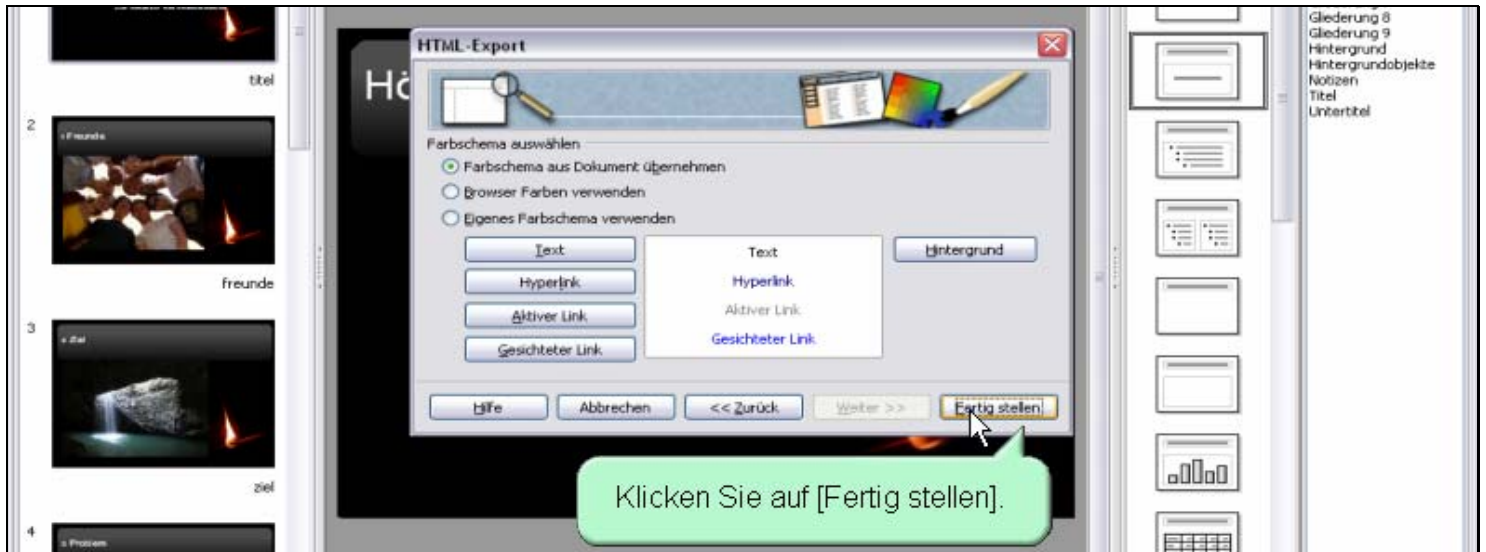 titel
2
Freunde
freunde
3
Ziel
ziel
4
Problem
Hö
HTML-Export
Farbschema auswählen
Farbschema aus Dokument übernehmen
Browser Farben verwenden
Eigenes Farbschema verwenden
Text
Hyperlink
Aktiver Link
Gesichteter Link
Text
Hyperlink
Aktiver Link
Gesichteter Link
Hintergrund
Hilfe
Abbrechen
<< Zurück
Weiter >>
Fertig stellen
Klicken Sie auf [Fertig stellen].
Gliederung 8
Gliederung 9
Hintergrund
Hintergrundobjekte
Notizen
Titel
Untertitel